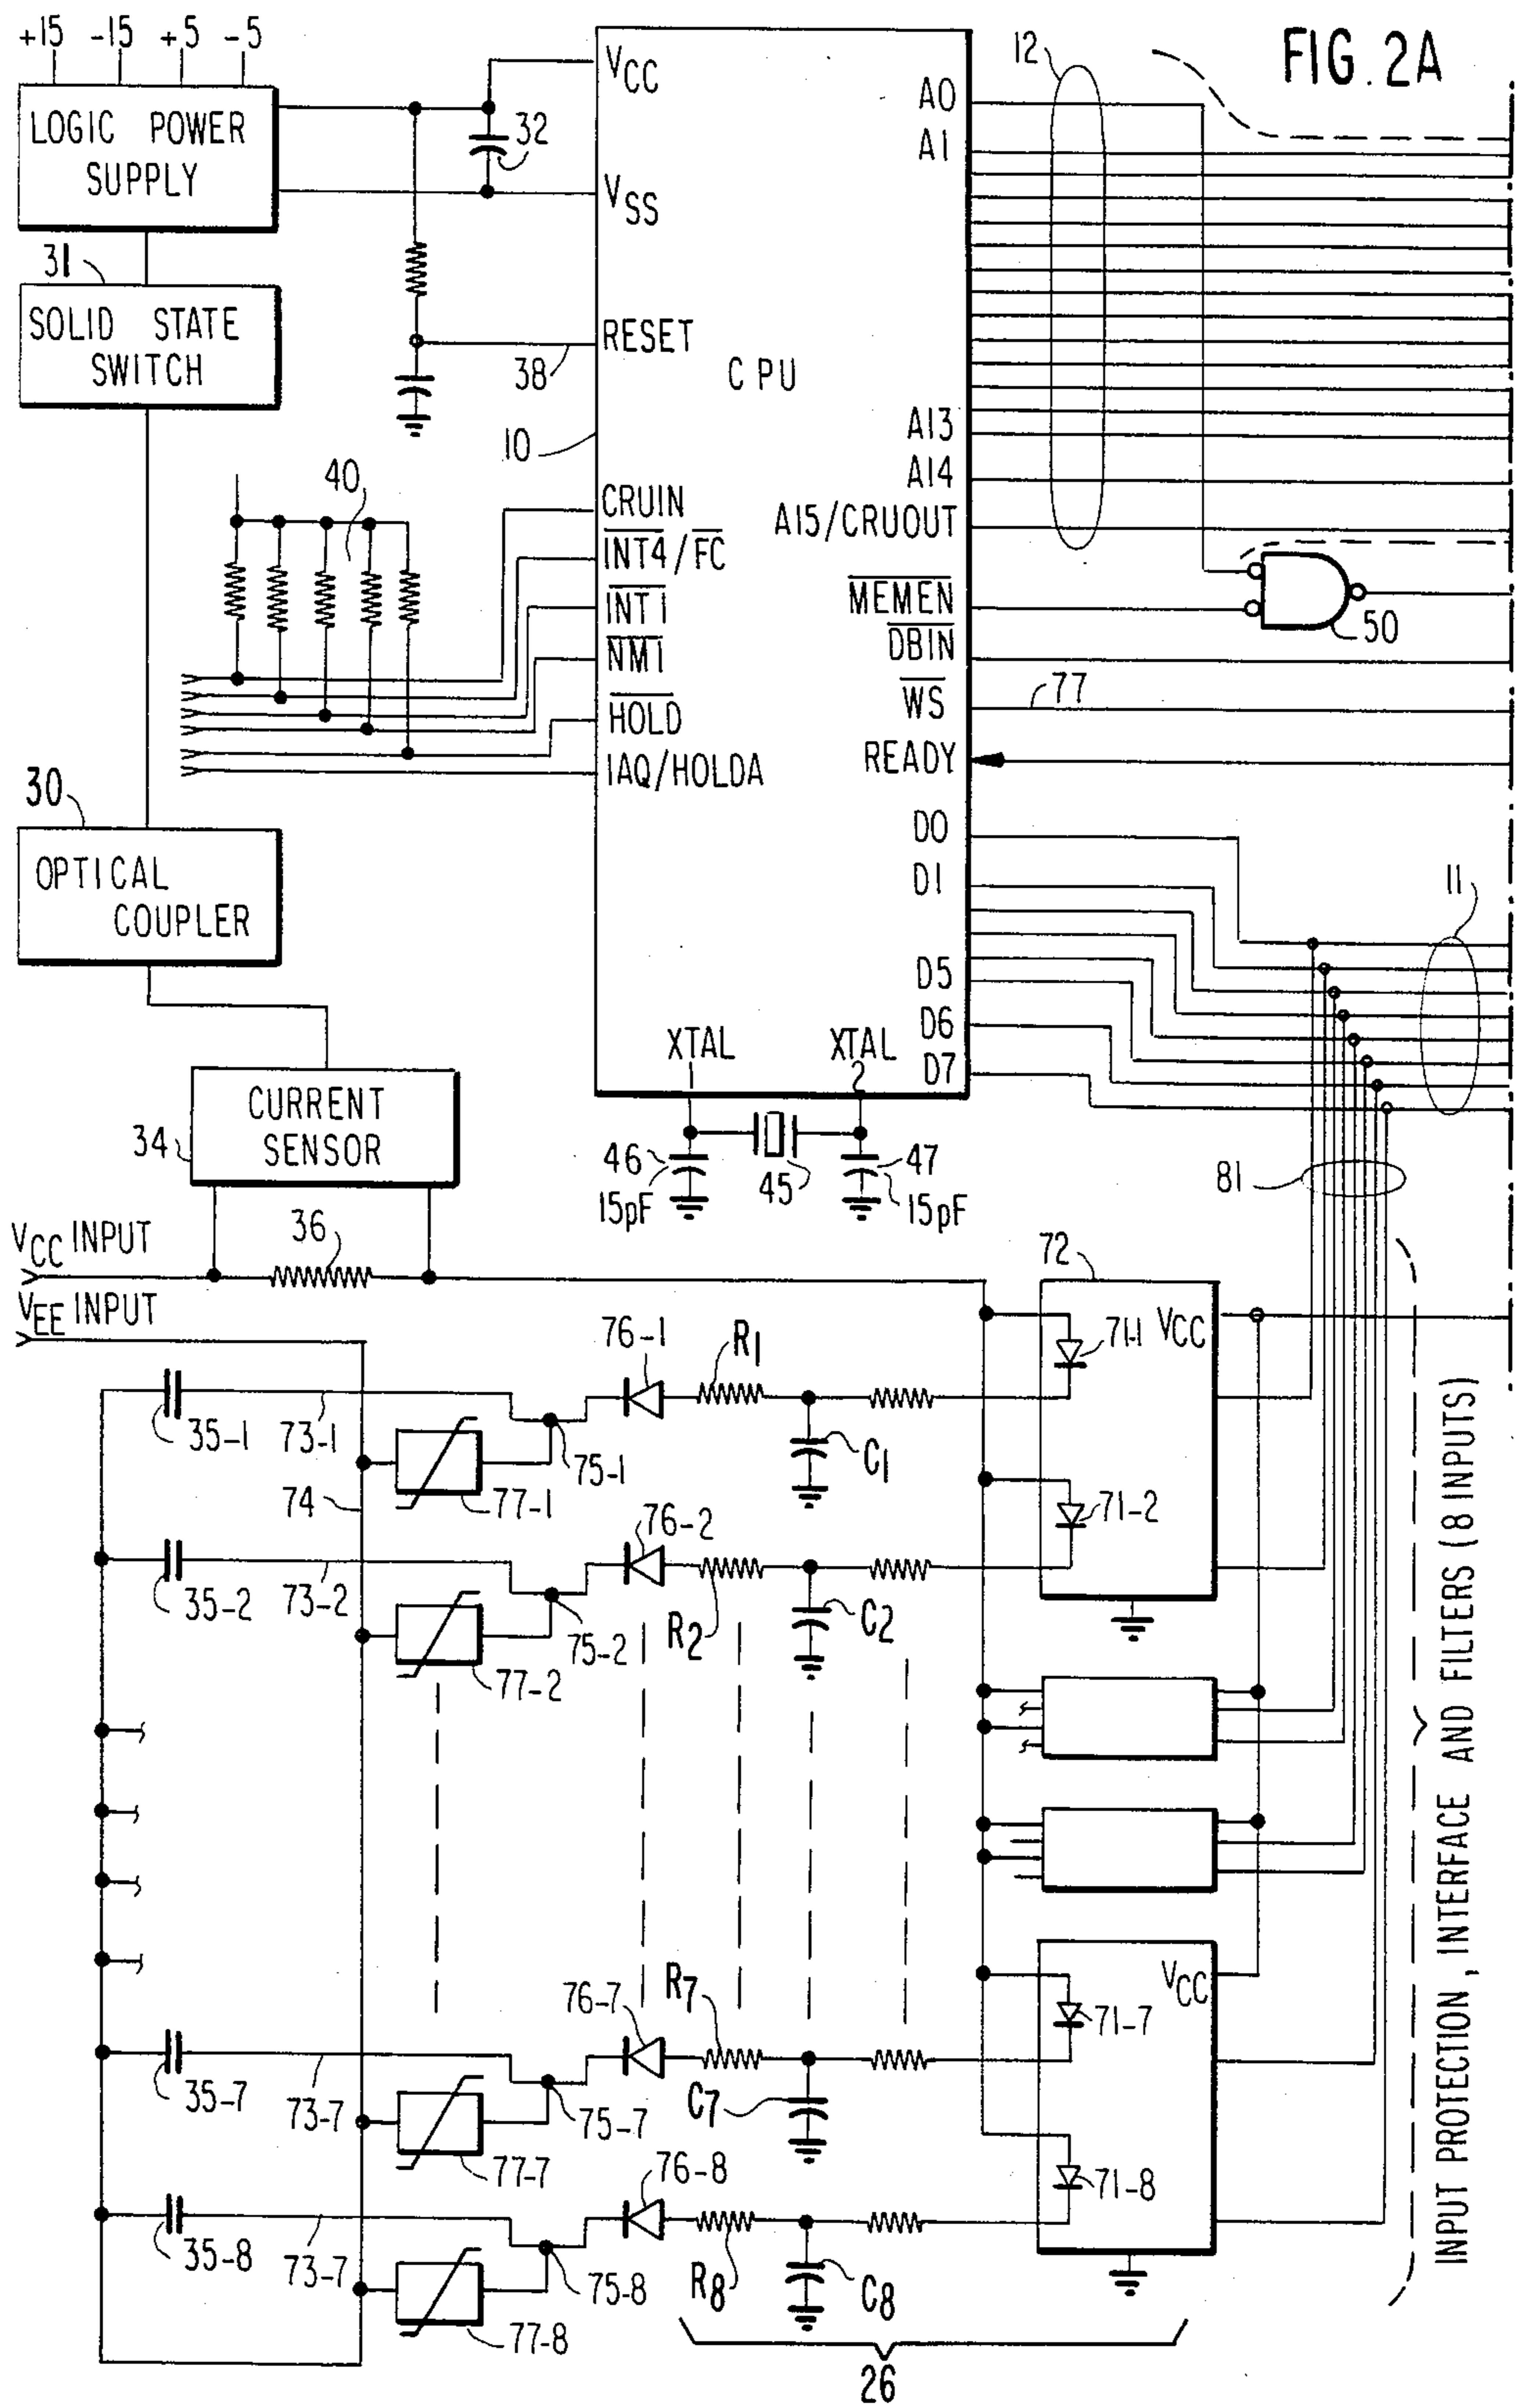 FIG. 2A
+15 -15 +5 -5
LOGIC POWER
SUPPLY
31
SOLID STATE
SWITCH
30
OPTICAL
COUPLER
34
CURRENT
SENSOR
32
38
10
40
VCC
VSS
RESET
CPU
CRUIN
INT4/FC
INT1
NMI
HOLD
IAQ/HOLDA
A0
A1
A13
A14
A15/CRUOUT
MEMEN
DBIN
WS
READY
D0
D1
D5
D6
D7
XTAL
1
XTAL
2
12
50
77
11
81
46
15pF
45
47
15pF
VCC INPUT
36
VEE INPUT
72
76-1
R1
71-1
VCC
35-1
73-1
75-1
C1
74
77-1
76-2
71-2
35-2
73-2
75-2
R2
C2
77-2
76-7
R7
71-7
VCC
35-7
73-7
75-7
C7
77-7
76-8
71-8
35-8
73-7
75-8
R8
C8
77-8
26
INPUT PROTECTION, INTERFACE AND FILTERS (8 INPUTS)